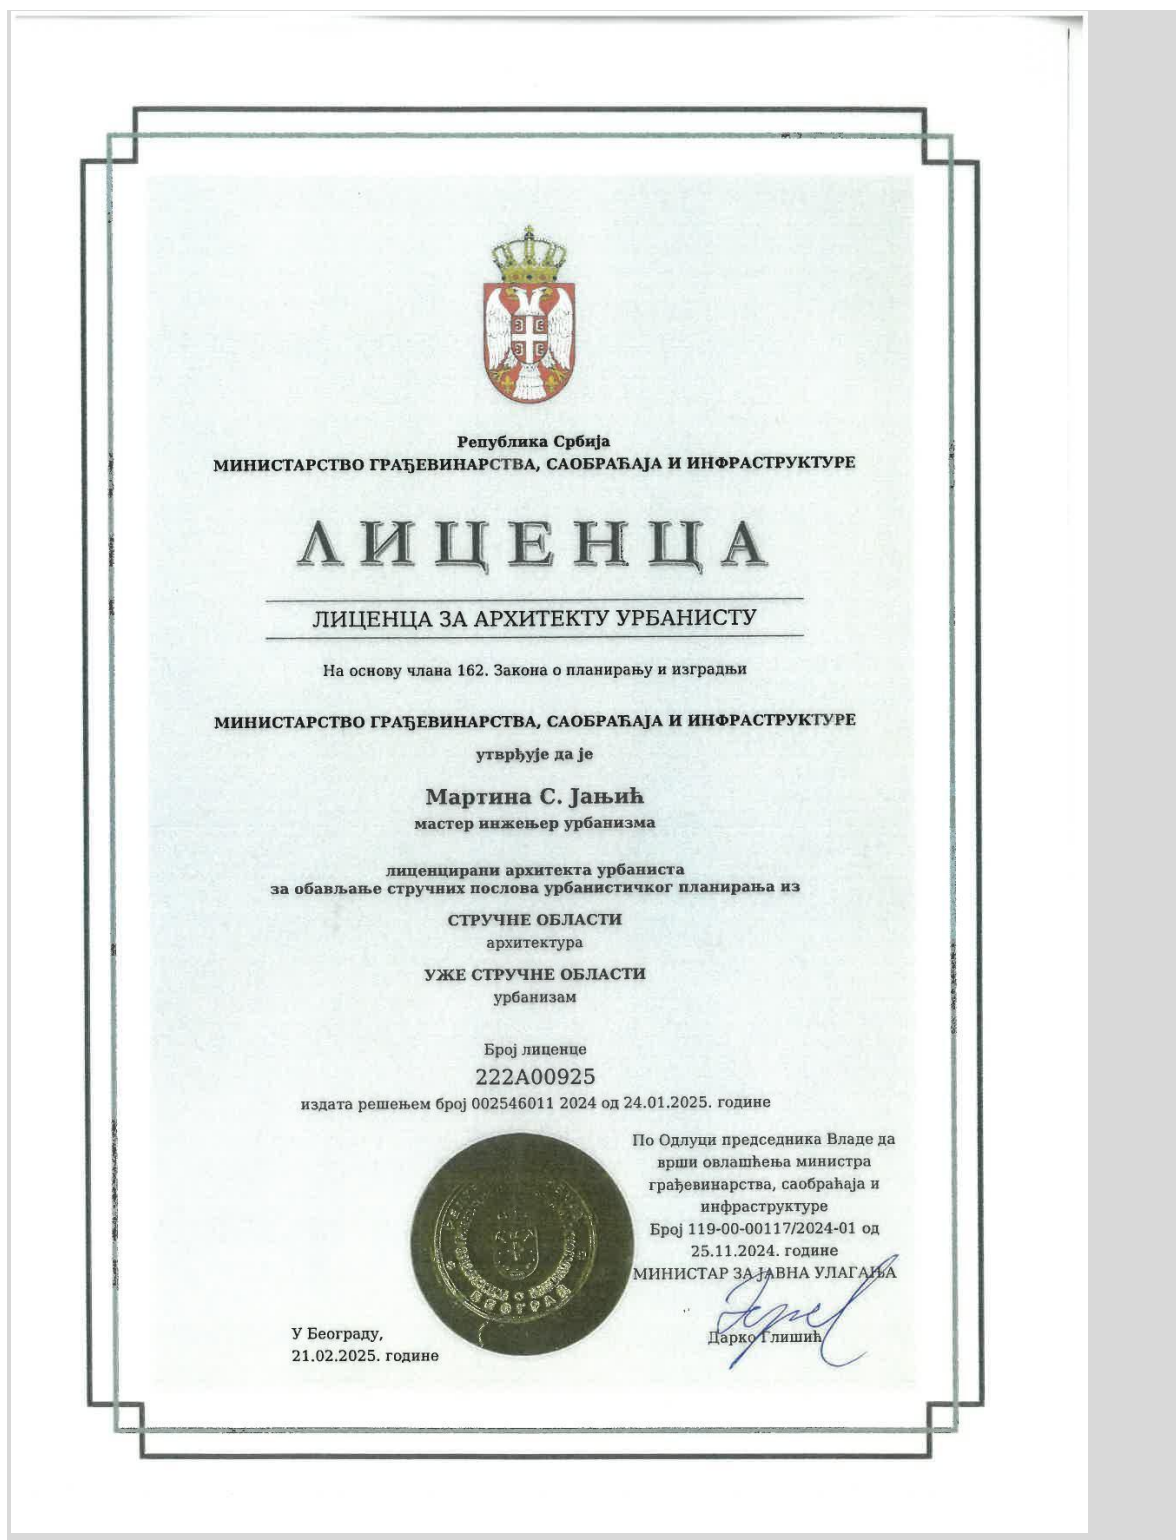 Република Србија
МИНИСТАРСТВО ГРАЂЕВИНАРСТВА, САОБРАЋАЈА И ИНФРАСТРУКТУРЕ
ЛИЦЕНЦА
ЛИЦЕНЦА ЗА АРХИТЕКТУ УРБАНИСТУ
На основу члана 162. Закона о планирању и изградњи
МИНИСТАРСТВО ГРАЂЕВИНАРСТВА, САОБРАЋАЈА И ИНФРАСТРУКТУРЕ
утврђује да је
Мартина С. Јањић
мастер инжењер урбанизма
лиценцирани архитекта урбаниста
за обављање стручних послова урбанистичког планирања из
СТРУЧНЕ ОБЛАСТИ
архитектура
УЖЕ СТРУЧНЕ ОБЛАСТИ
урбанизам
Број лиценце
222А00925
издата решењем број 002546011 2024 од 24.01.2025. године
По Одлуци председника Владе да
врши овлашћења министра
грађевинарства, саобраћаја и
инфраструктуре
Број 119-00-00117/2024-01 од
25.11.2024. године
МИНИСТАР ЗА ЈАВНА УЛАГАЊА
Дарко Глишић
БЕОГРАД
У Београду,
21.02.2025. године